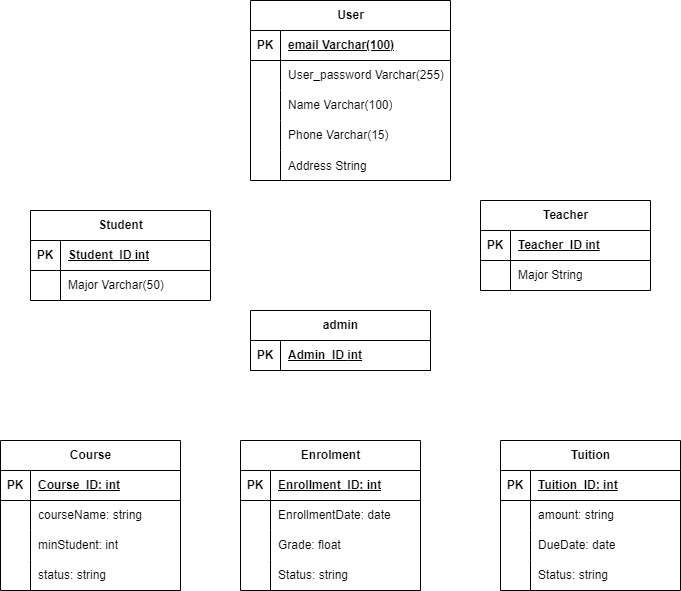 User
PK email Varchar(100)
User_password Varchar(255)
Name Varchar(100)
Phone Varchar(15)
Address String
Student
PK Student_ID int
Major Varchar(50)
Teacher
PK Teacher_ID int
Major String
admin
PK Admin_ID int
Course
PK Course_ID: int
courseName: string
minStudent: int
status: string
Enrolment
PK Enrollment_ID: int
EnrollmentDate: date
Grade: float
Status: string
Tuition
PK Tuition_ID: int
amount: string
DueDate: date
Status: string